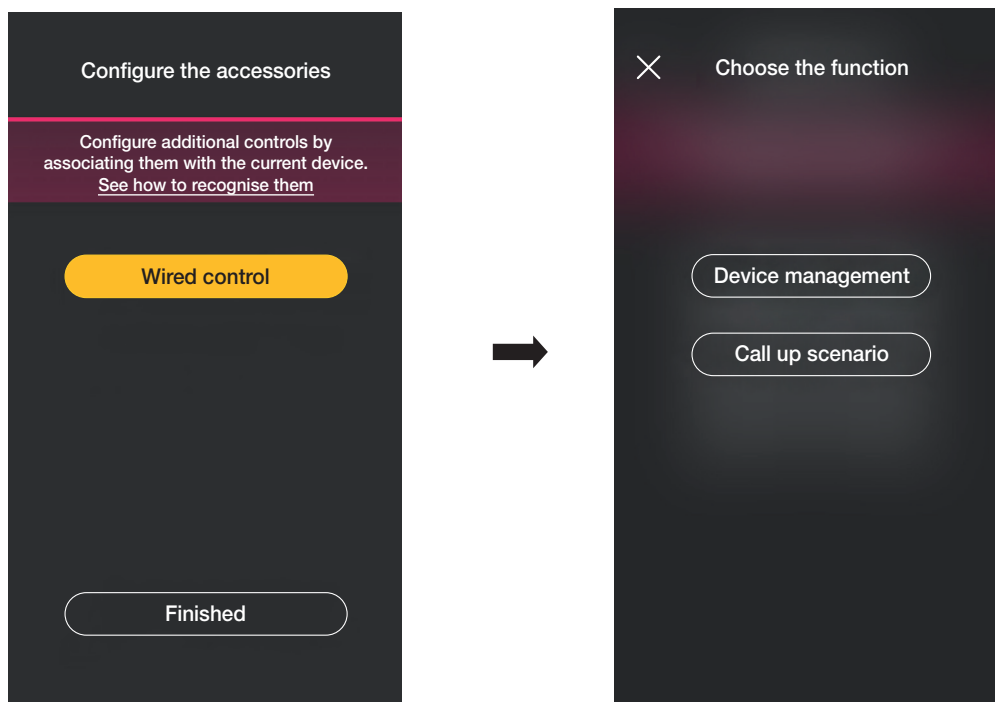 Configure the accessories
Configure additional controls by
associating them with the current device.
See how to recognise them
Wired control
Finished
Choose the function
Device management
Call up scenario